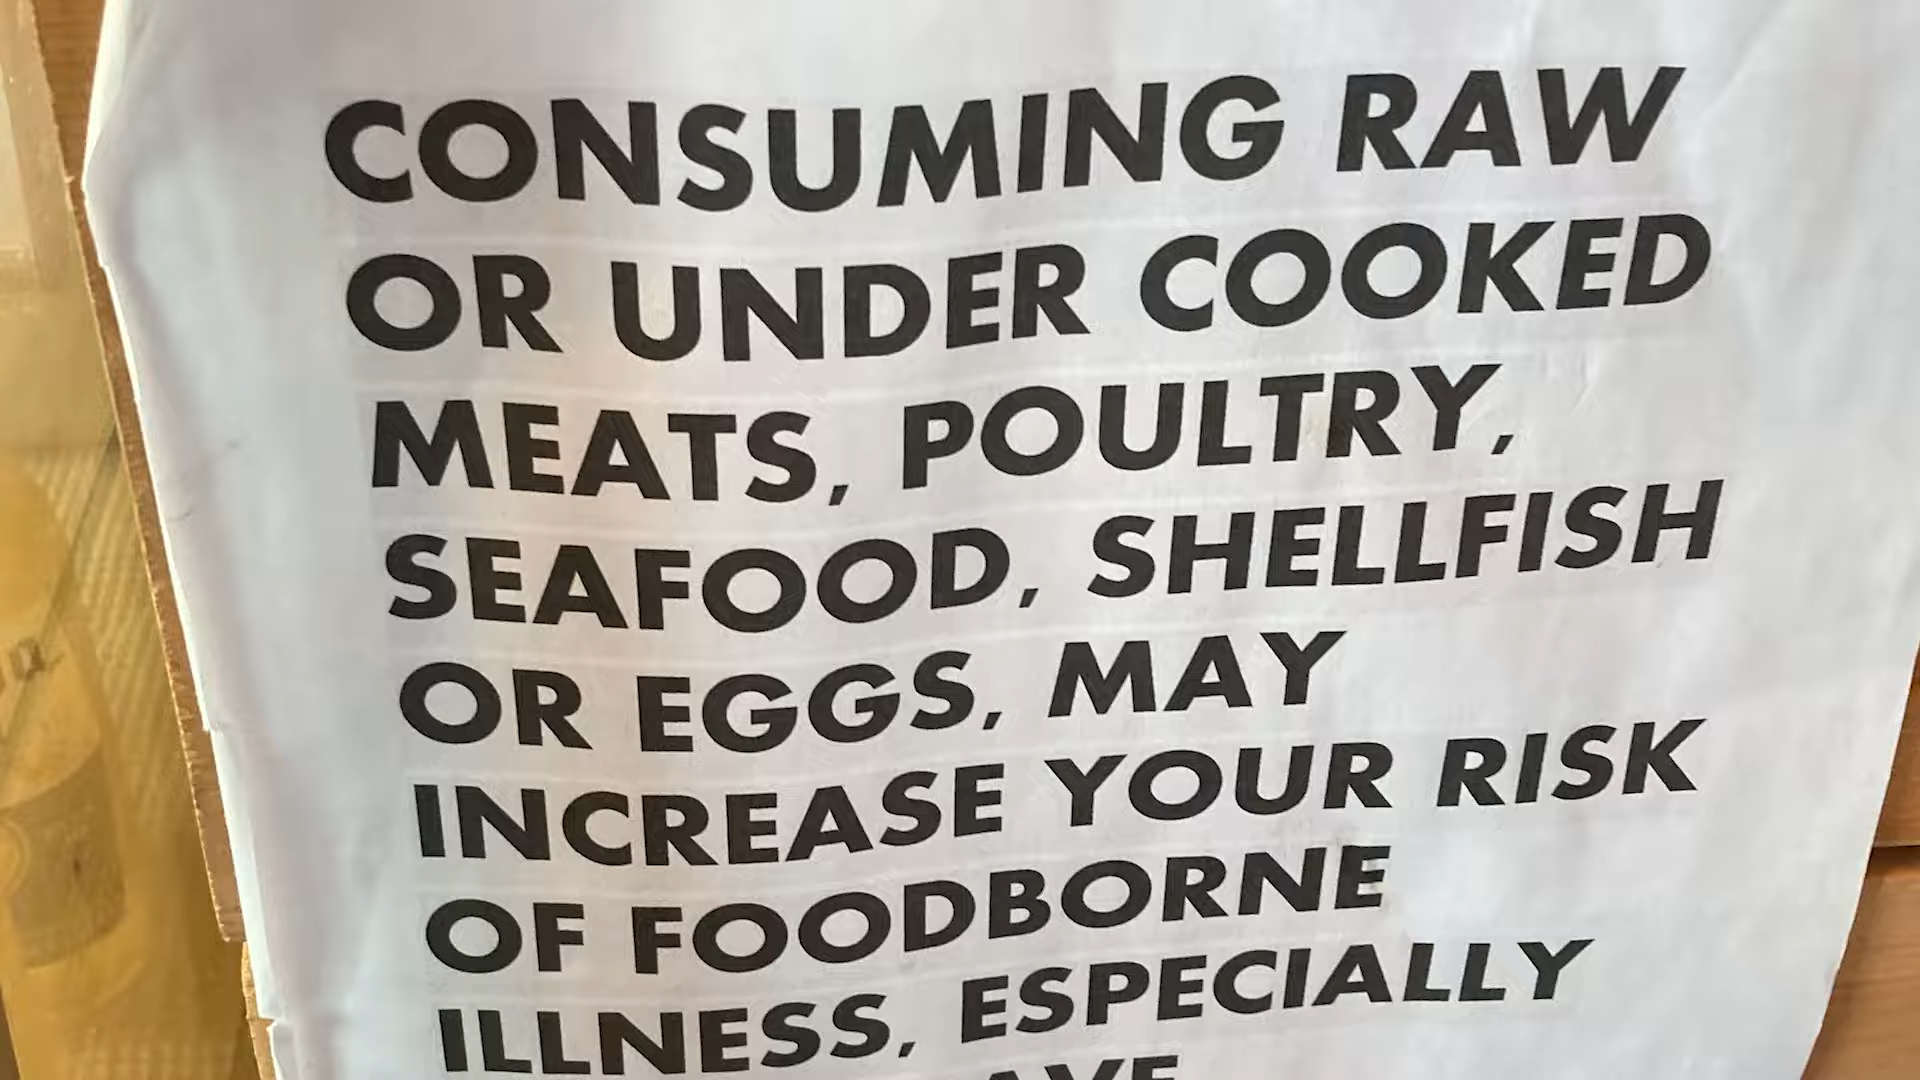 CONSUMING RAW
OR UNDER COOKED
MEATS, POULTRY,
SEAFOOD, SHELLFISH
OR EGGS, MAY
INCREASE YOUR RISK
OF FOODBORNE
ILLNESS, ESPECIALLY